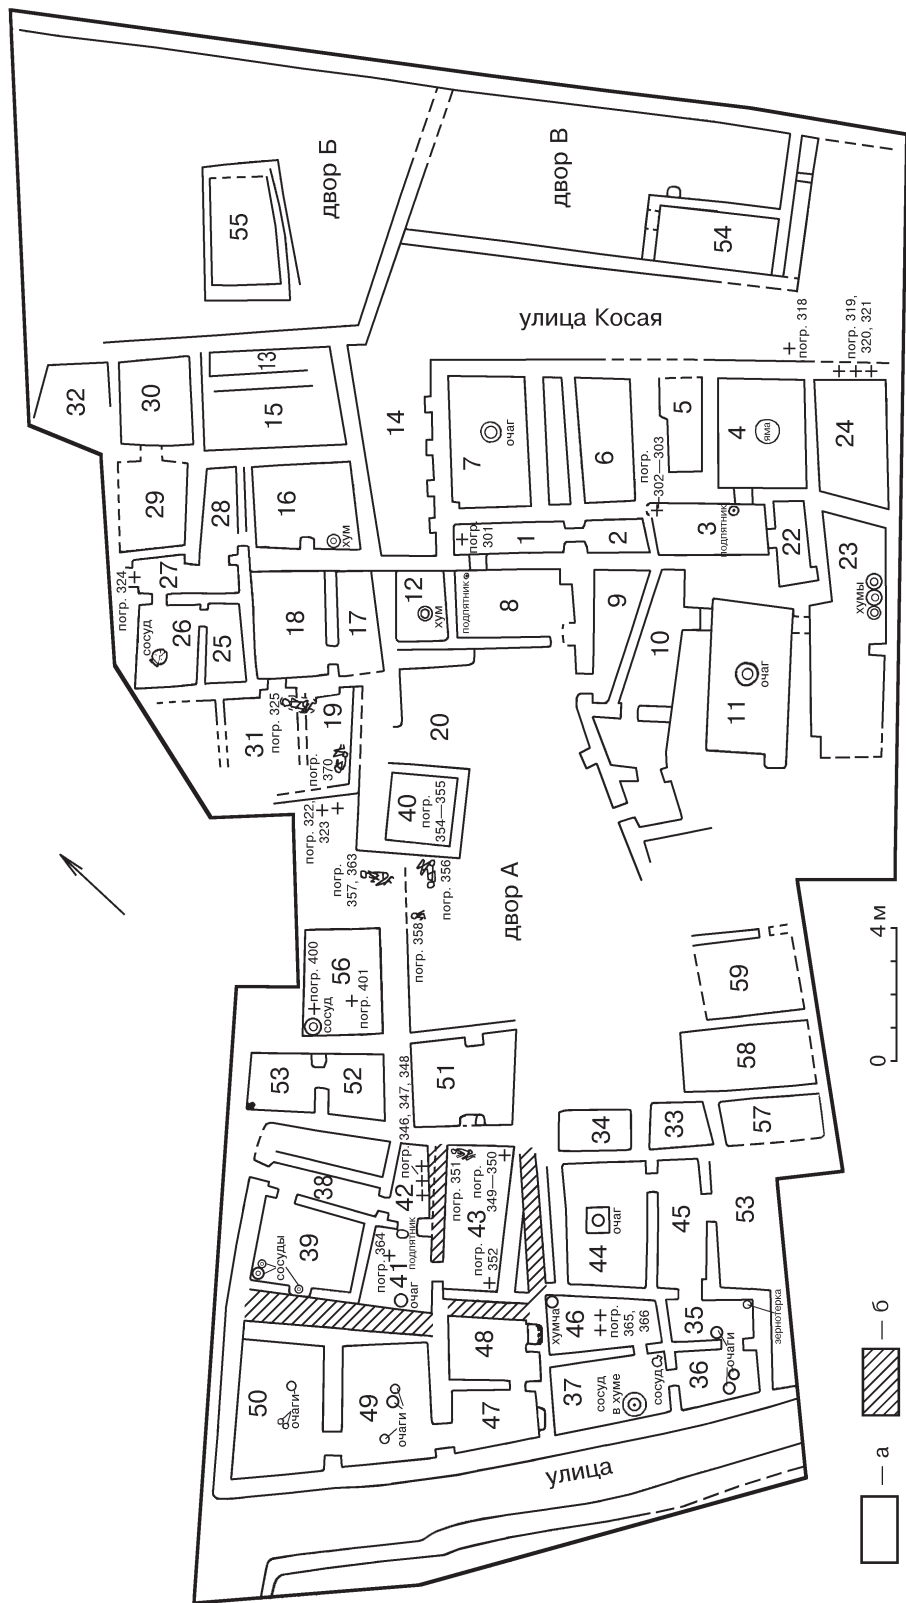 32
30
29
13
15
28
16
хум
14
55
двор Б
двор В
54
улица Косая
погр. 318
погр. 319,
320, 321
погр. 324
27
сосуд
26
25
18
17
12
хум
подпятник
8
погр.
301
1
2
7
очаг
6
погр.
302—303
5
4
яма
3
подпятник
24
22
23
хумы
9
10
11
очаг
31
погр. 325
19
погр.
370
20
погр. 322,
323
40
погр.
354—355
погр.
357, 363
погр. 356
погр. 358
двор А
погр. 400
сосуд
56
погр. 401
53
52
51
погр. 346, 347, 348
38
42
39
сосуды
погр. 364
41
подпятник
очаг
погр. 351
погр.
349—350
43
погр.
352
34
33
57
58
59
44
очаг
45
53
46
хумча
погр.
365,
366
35
зернотерка
очаги
36
сосуд
37
сосуд
в хуме
48
47
50
очаги
49
очаги
улица
0
4 м
— а
— б